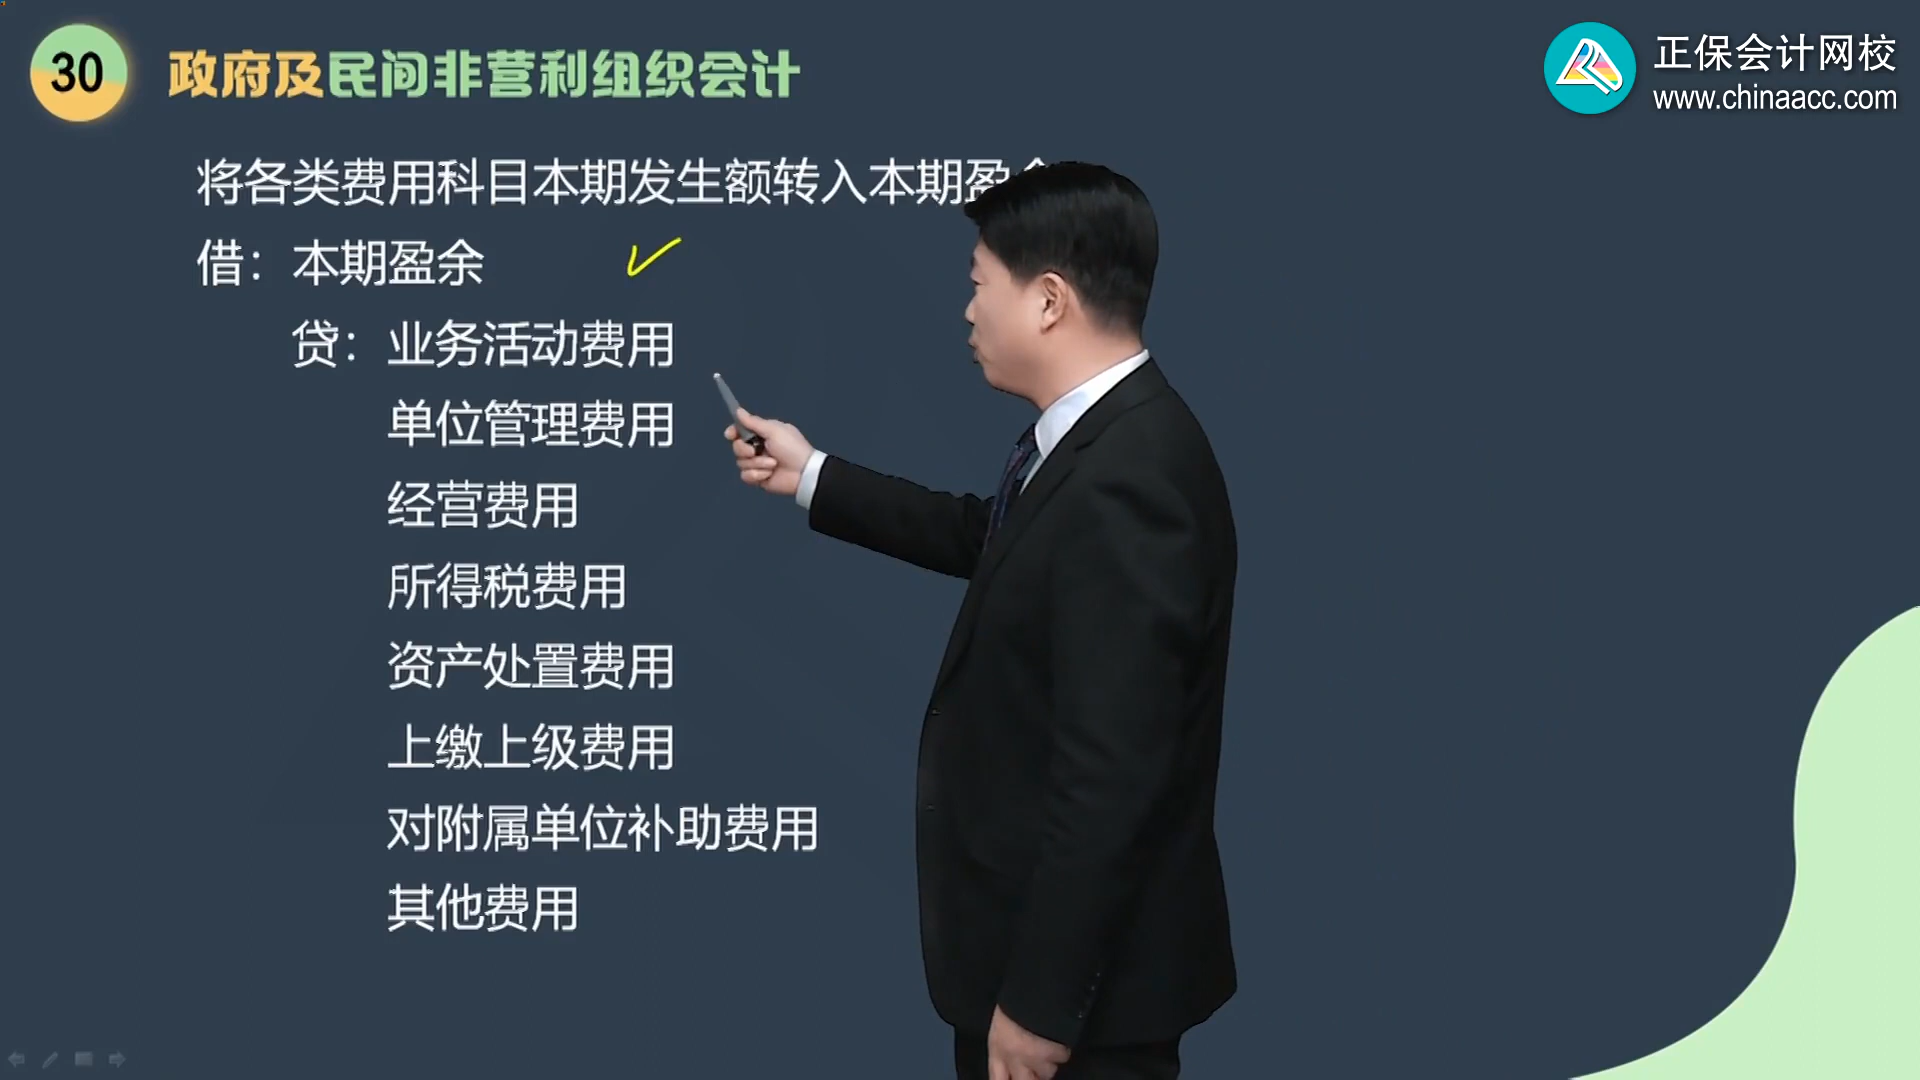 30
政府及民间非营利组织会计
正保会计网校
www.chinaacc.com
将各类费用科目本期发生额转入本期盈余
借：本期盈余
贷：业务活动费用
单位管理费用
经营费用
所得税费用
资产处置费用
上缴上级费用
对附属单位补助费用
其他费用